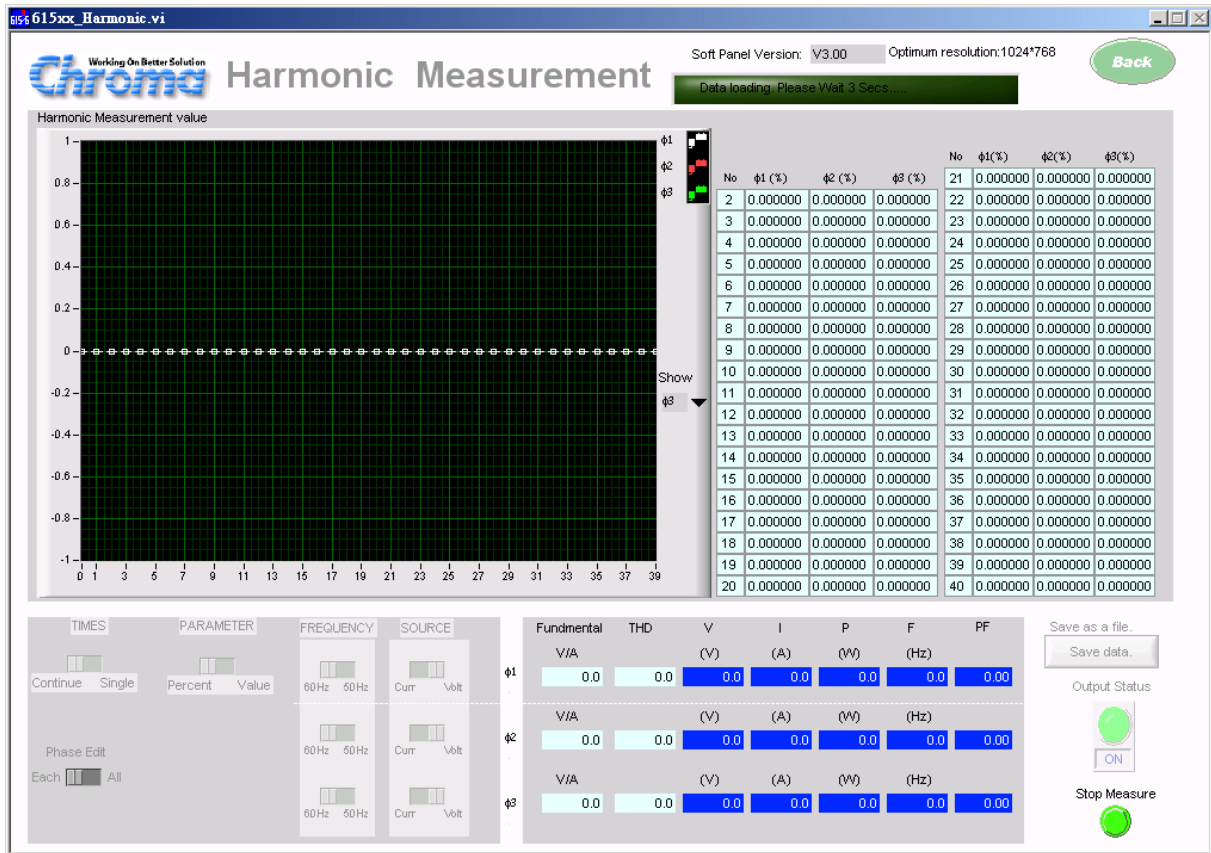 615xx_Harmonic.vi
Working On Better Solution
Chroma
Harmonic Measurement
Soft Panel Version: V3.00 Optimum resolution:1024*768
Back
Data loading. Please Wait 3 Secs.....
Harmonic Measurement value
1
0.8
0.6
0.4
0.2
0
-0.2
-0.4
-0.6
-0.8
-1
0 1 3 5 7 9 11 13 15 17 19 21 23 25 27 29 31 33 35 37 39
ϕ1
ϕ2
ϕ3
Show
ϕ3
No ϕ1 (%) ϕ2 (%) ϕ3 (%)
2 0.000000 0.000000 0.000000
3 0.000000 0.000000 0.000000
4 0.000000 0.000000 0.000000
5 0.000000 0.000000 0.000000
6 0.000000 0.000000 0.000000
7 0.000000 0.000000 0.000000
8 0.000000 0.000000 0.000000
9 0.000000 0.000000 0.000000
10 0.000000 0.000000 0.000000
11 0.000000 0.000000 0.000000
12 0.000000 0.000000 0.000000
13 0.000000 0.000000 0.000000
14 0.000000 0.000000 0.000000
15 0.000000 0.000000 0.000000
16 0.000000 0.000000 0.000000
17 0.000000 0.000000 0.000000
18 0.000000 0.000000 0.000000
19 0.000000 0.000000 0.000000
20 0.000000 0.000000 0.000000
No ϕ1(%) ϕ2(%) ϕ3(%)
21 0.000000 0.000000 0.000000
22 0.000000 0.000000 0.000000
23 0.000000 0.000000 0.000000
24 0.000000 0.000000 0.000000
25 0.000000 0.000000 0.000000
26 0.000000 0.000000 0.000000
27 0.000000 0.000000 0.000000
28 0.000000 0.000000 0.000000
29 0.000000 0.000000 0.000000
30 0.000000 0.000000 0.000000
31 0.000000 0.000000 0.000000
32 0.000000 0.000000 0.000000
33 0.000000 0.000000 0.000000
34 0.000000 0.000000 0.000000
35 0.000000 0.000000 0.000000
36 0.000000 0.000000 0.000000
37 0.000000 0.000000 0.000000
38 0.000000 0.000000 0.000000
39 0.000000 0.000000 0.000000
40 0.000000 0.000000 0.000000
TIMES PARAMETER FREQUENCY SOURCE
Continue Single Percent Value 60Hz 50Hz Curr Volt
60Hz 50Hz Curr Volt
Phase Edit
Each All
60Hz 50Hz Curr Volt
Fundmental THD V I P F PF
V/A (V) (A) (W) (Hz)
ϕ1 0.0 0.0 0.0 0.0 0.0 0.0 0.00
V/A (V) (A) (W) (Hz)
ϕ2 0.0 0.0 0.0 0.0 0.0 0.0 0.00
V/A (V) (A) (W) (Hz)
ϕ3 0.0 0.0 0.0 0.0 0.0 0.0 0.00
Save as a file.
Save data.
Output Status
ON
Stop Measure